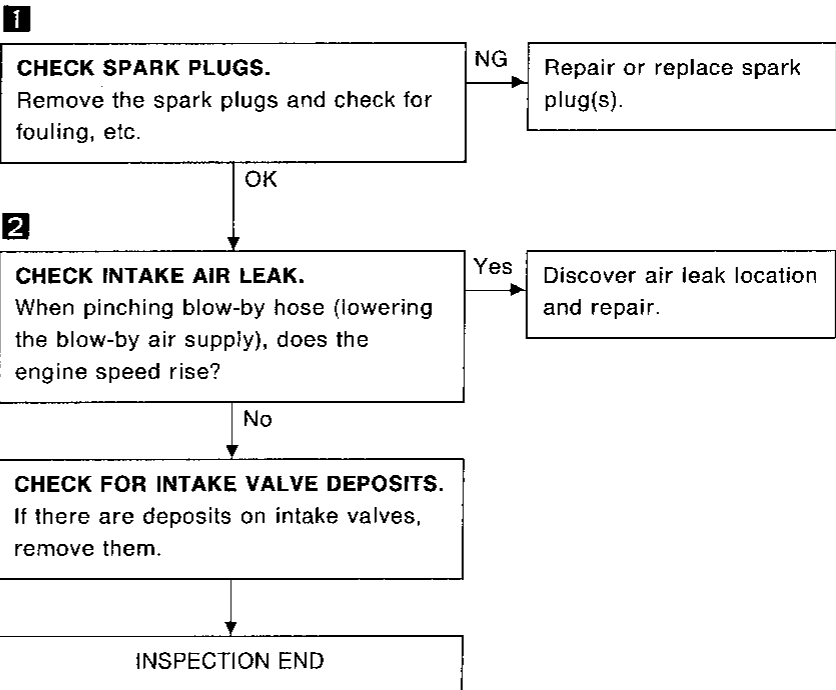 1
CHECK SPARK PLUGS.
Remove the spark plugs and check for
fouling, etc.
NG
Repair or replace spark
plug(s).
OK
2
CHECK INTAKE AIR LEAK.
When pinching blow-by hose (lowering
the blow-by air supply), does the
engine speed rise?
Yes
Discover air leak location
and repair.
No
CHECK FOR INTAKE VALVE DEPOSITS.
If there are deposits on intake valves,
remove them.
INSPECTION END